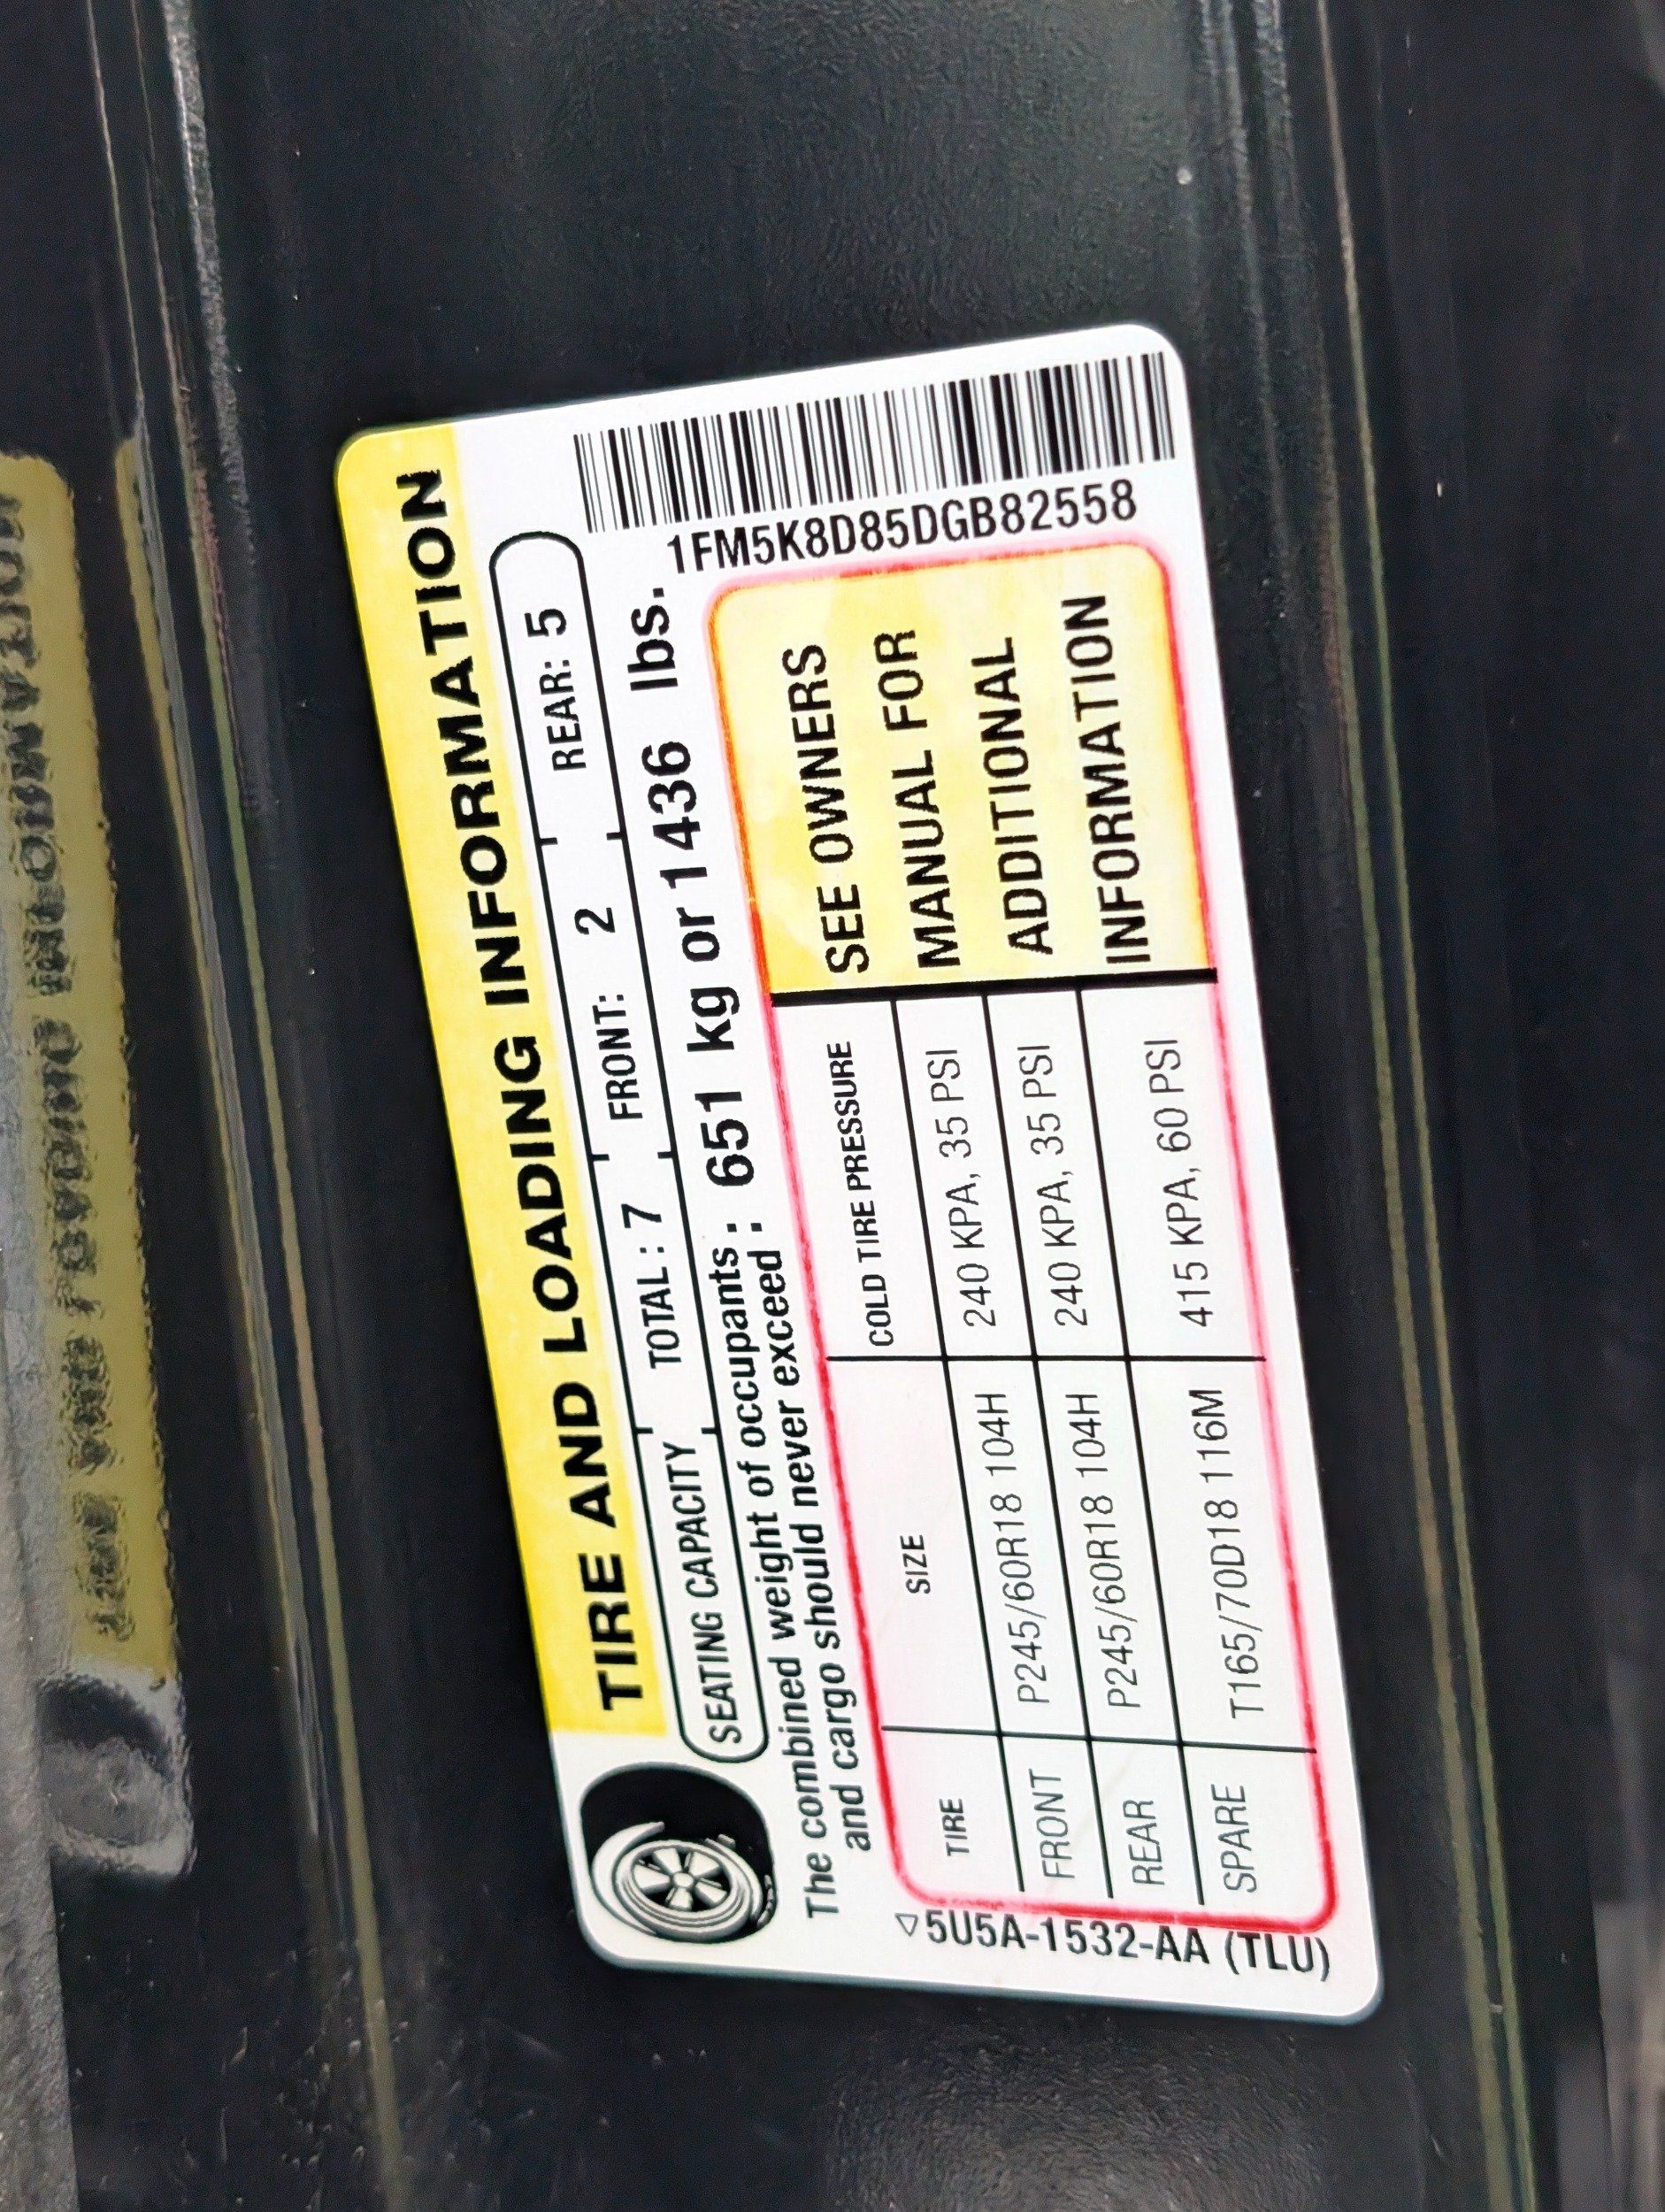 TIRE AND LOADING INFORMATION
SEATING CAPACITY TOTAL : 7 FRONT: 2 REAR: 5
The combined weight of occupants : 651 kg or 1436 lbs.
and cargo should never exceed :
1FM5K8D85DGB82558
TIRE SIZE COLD TIRE PRESSURE
FRONT P245/60R18 104H 240 KPA, 35 PSI
REAR P245/60R18 104H 240 KPA, 35 PSI
SPARE T165/70D18 116M 415 KPA, 60 PSI
SEE OWNERS
MANUAL FOR
ADDITIONAL
INFORMATION
5U5A-1532-AA (TLU)